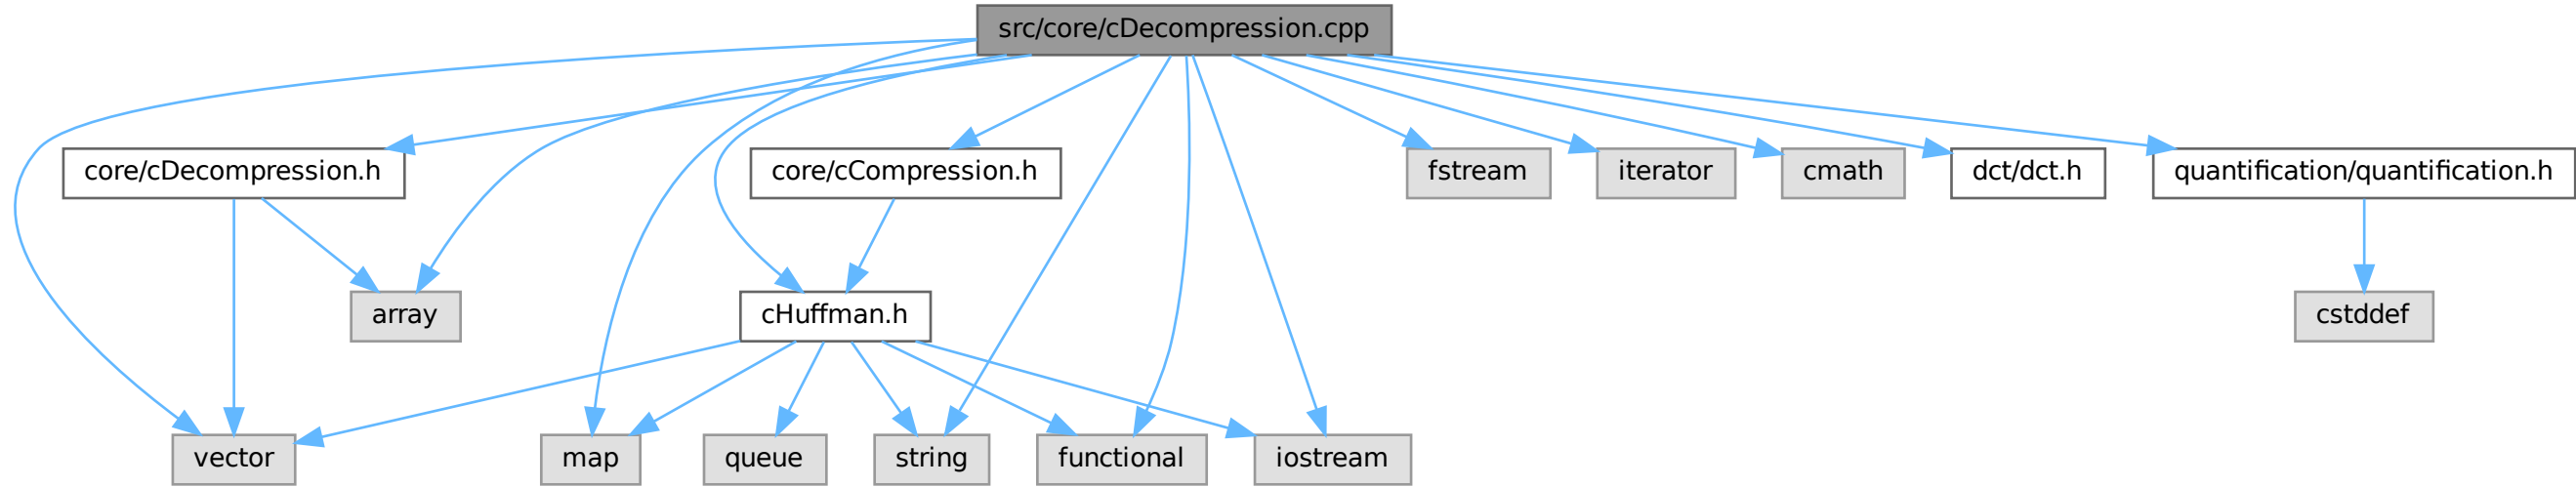 src/core/cDecompression.cpp
core/cDecompression.h
core/cCompression.h
fstream
iterator
cmath
dct/dct.h
quantification/quantification.h
array
cHuffman.h
cstddef
vector
map
queue
string
functional
iostream